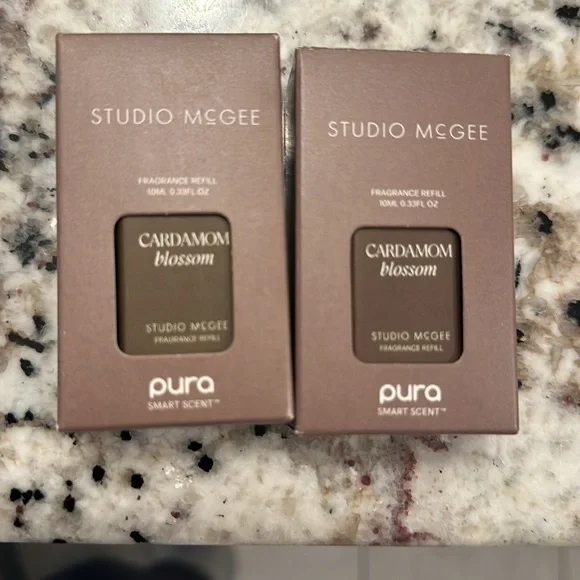 STUDIO McGEE
FRAGRANCE REFILL
10ML 0.33FL OZ
CARDAMOM
blossom
STUDIO McGEE
FRAGRANCE REFILL
pura
SMART SCENT™
STUDIO McGEE
FRAGRANCE REFILL
10ML 0.33FL OZ
CARDAMOM
blossom
STUDIO McGEE
FRAGRANCE REFILL
pura
SMART SCENT™